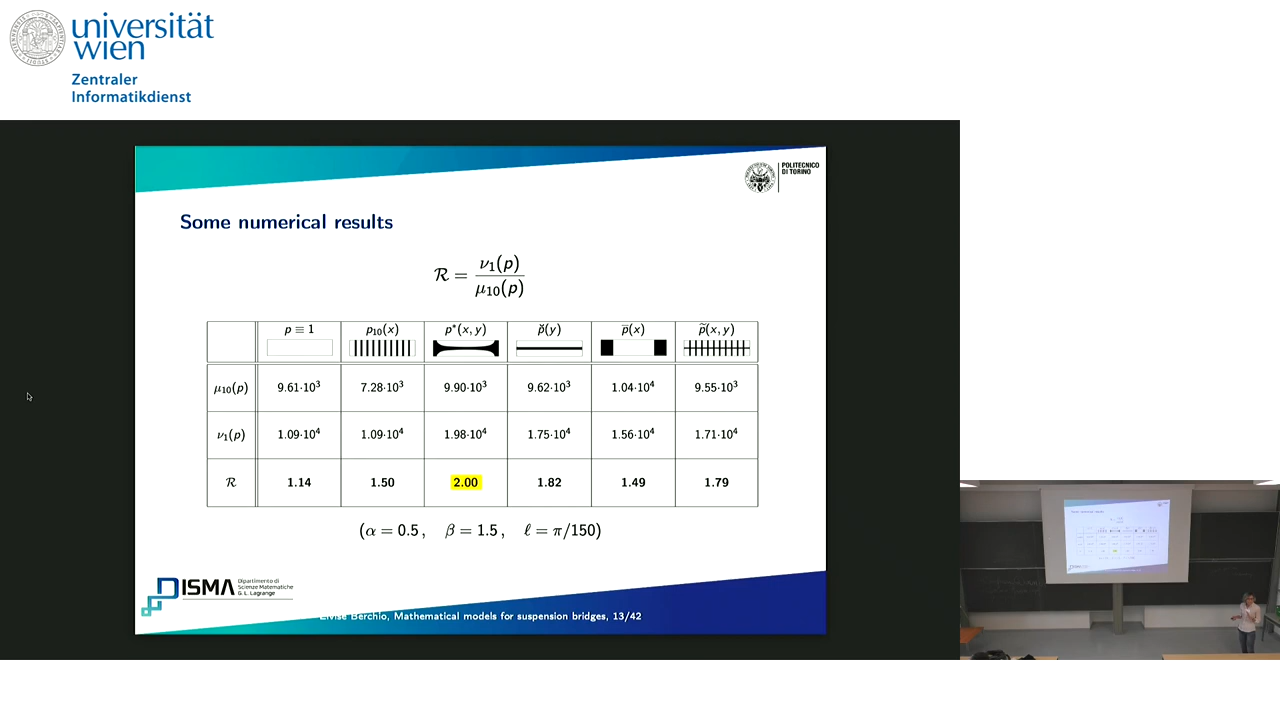 universität
wien
Zentraler
Informatikdienst
POLITECNICO
DI TORINO
Some numerical results
R = ν₁(p) / μ₁₀(p)
p ≡ 1 p₁₀(x) p*(x, y) p̆(y) p̅(x) p̃(x, y)
μ₁₀(p) 9.61·10³ 7.28·10³ 9.90·10³ 9.62·10³ 1.04·10⁴ 9.55·10³
ν₁(p) 1.09·10⁴ 1.09·10⁴ 1.98·10⁴ 1.75·10⁴ 1.56·10⁴ 1.71·10⁴
R 1.14 1.50 2.00 1.82 1.49 1.79
(α = 0.5 , β = 1.5 , ℓ = π/150)
DISMA
Dipartimento di
Scienze Matematiche
G. L. Lagrange
Elvise Berchio, Mathematical models for suspension bridges, 13/42